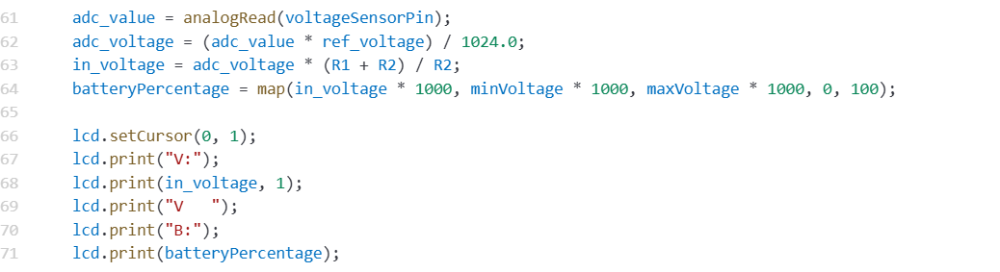 61 adc_value = analogRead(voltageSensorPin);
62 adc_voltage = (adc_value * ref_voltage) / 1024.0;
63 in_voltage = adc_voltage * (R1 + R2) / R2;
64 batteryPercentage = map(in_voltage * 1000, minVoltage * 1000, maxVoltage * 1000, 0, 100);
65
66 lcd.setCursor(0, 1);
67 lcd.print("V:");
68 lcd.print(in_voltage, 1);
69 lcd.print("V   ");
70 lcd.print("B:");
71 lcd.print(batteryPercentage);